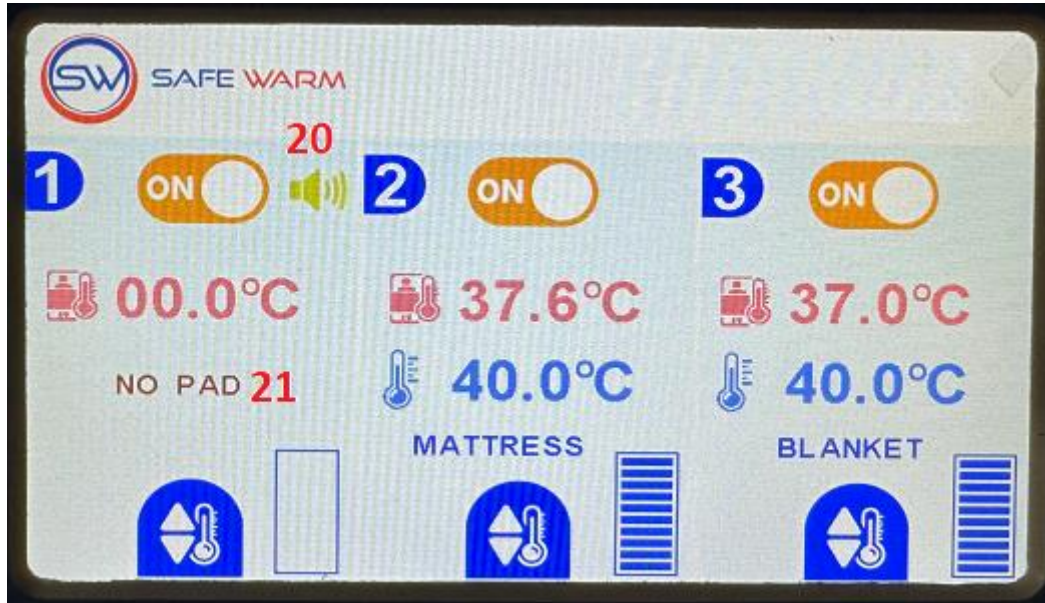 SW SAFE WARM
20
1 ON 2 ON 3 ON
00.0°C 37.6°C 37.0°C
NO PAD 21 40.0°C 40.0°C
MATTRESS BLANKET